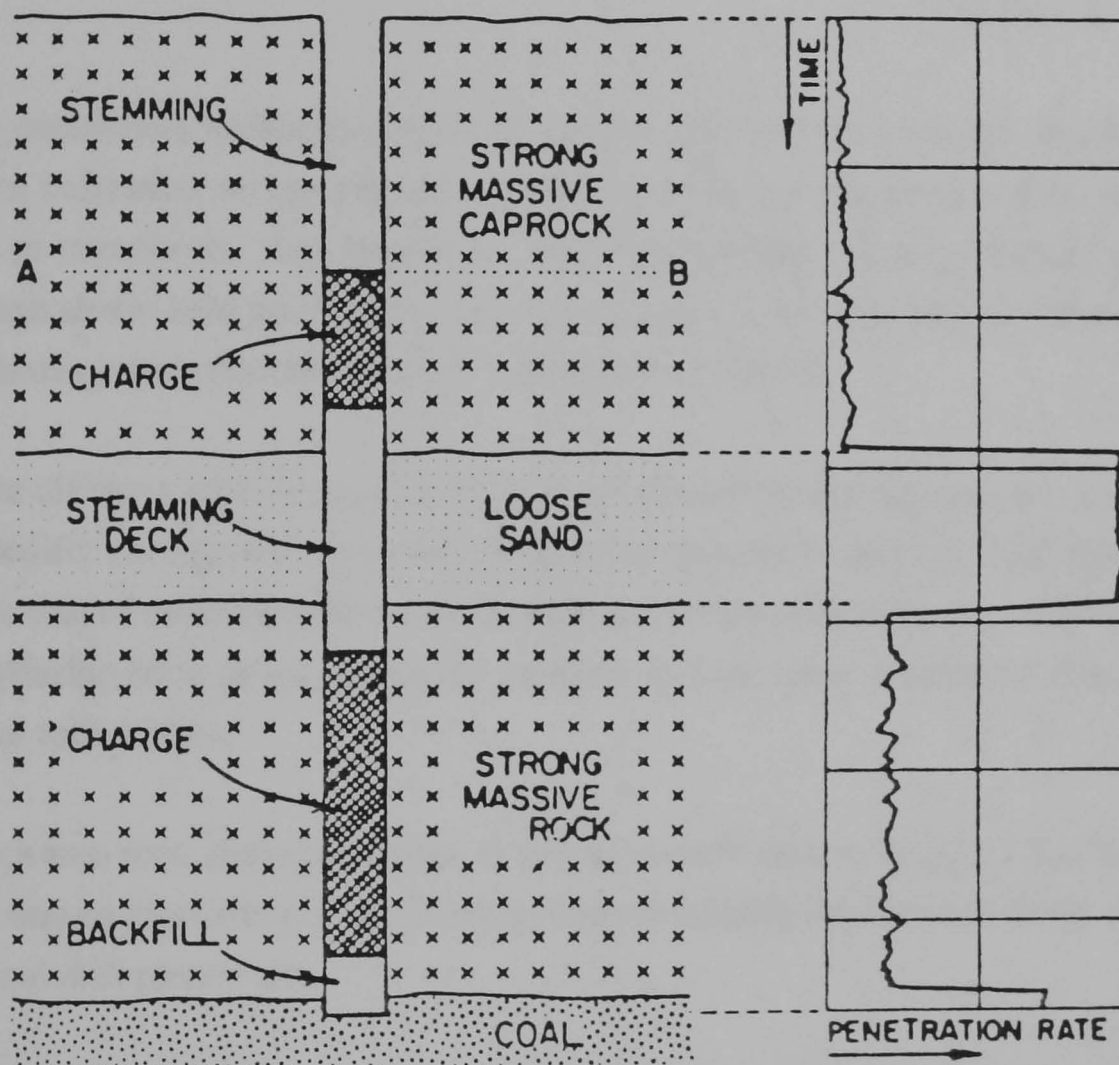 STEMMING
STRONG
MASSIVE
CAPROCK
TIME
A
B
CHARGE
STEMMING
DECK
LOOSE
SAND
CHARGE
STRONG
MASSIVE
ROCK
BACKFILL
COAL
PENETRATION RATE